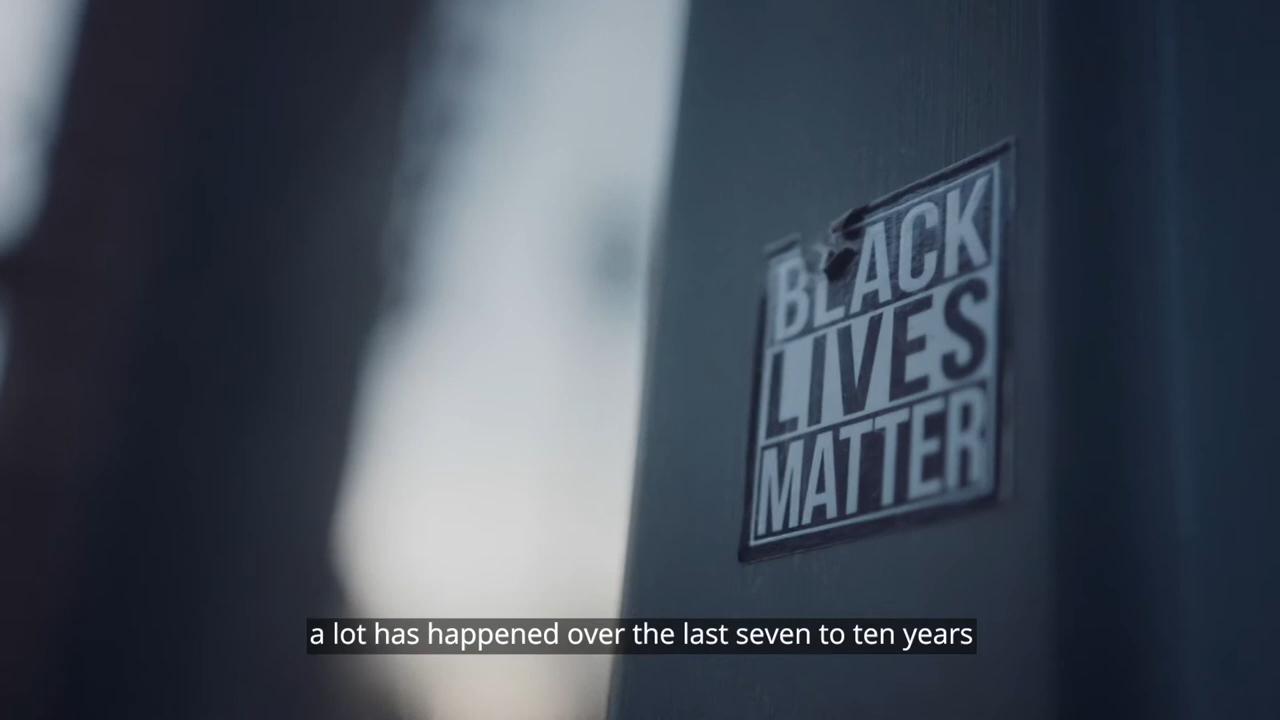 BLACK
LIVES
MATTER
a lot has happened over the last seven to ten years